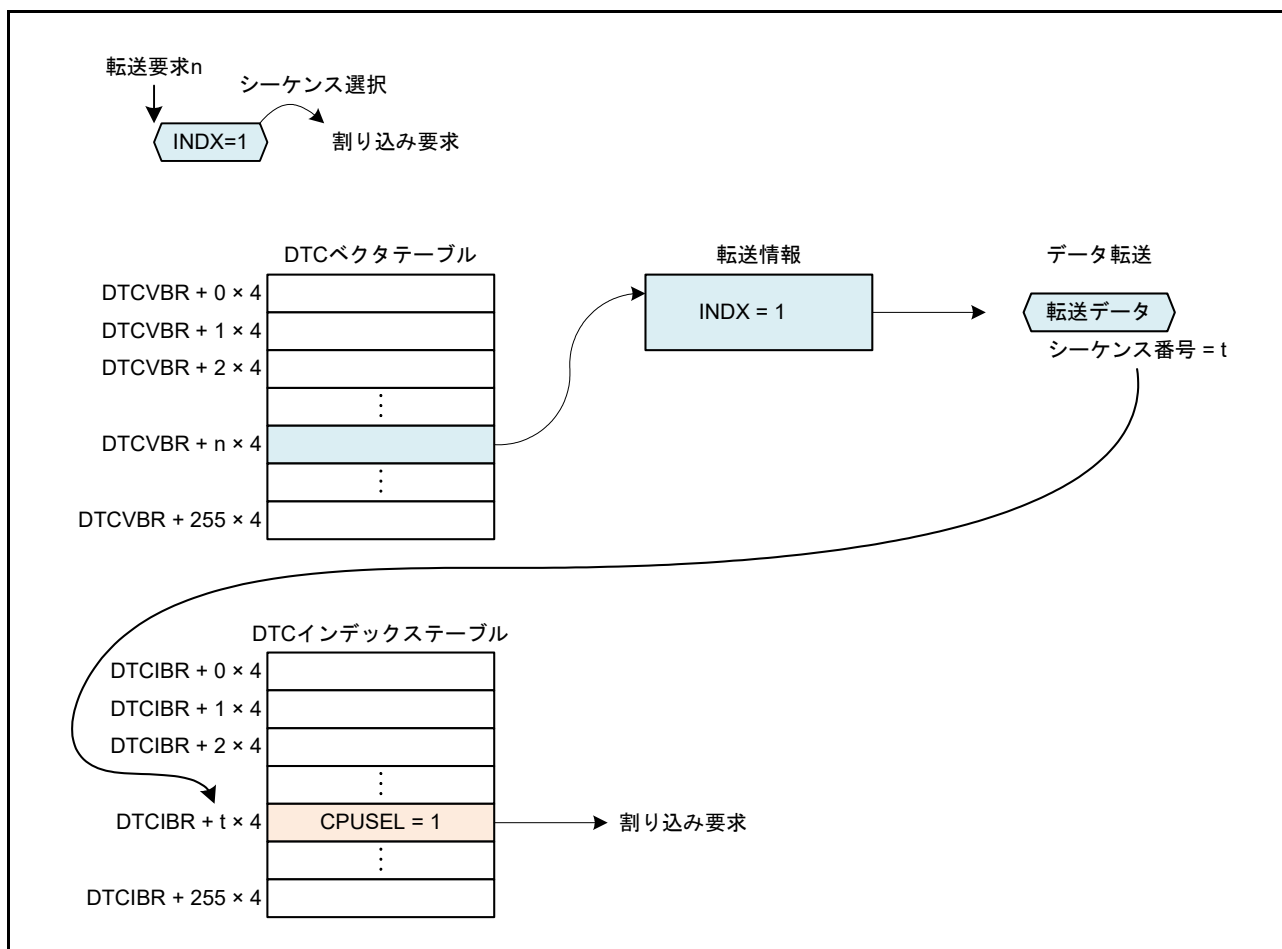 転送要求n
シーケンス選択
INDX=1
割り込み要求
DTCベクタテーブル
転送情報
データ転送
DTCVBR + 0 × 4
DTCVBR + 1 × 4
DTCVBR + 2 × 4
⋮
DTCVBR + n × 4
⋮
DTCVBR + 255 × 4
INDX = 1
転送データ
シーケンス番号 = t
DTCインデックステーブル
DTCIBR + 0 × 4
DTCIBR + 1 × 4
DTCIBR + 2 × 4
⋮
DTCIBR + t × 4
CPUSEL = 1
割り込み要求
⋮
DTCIBR + 255 × 4